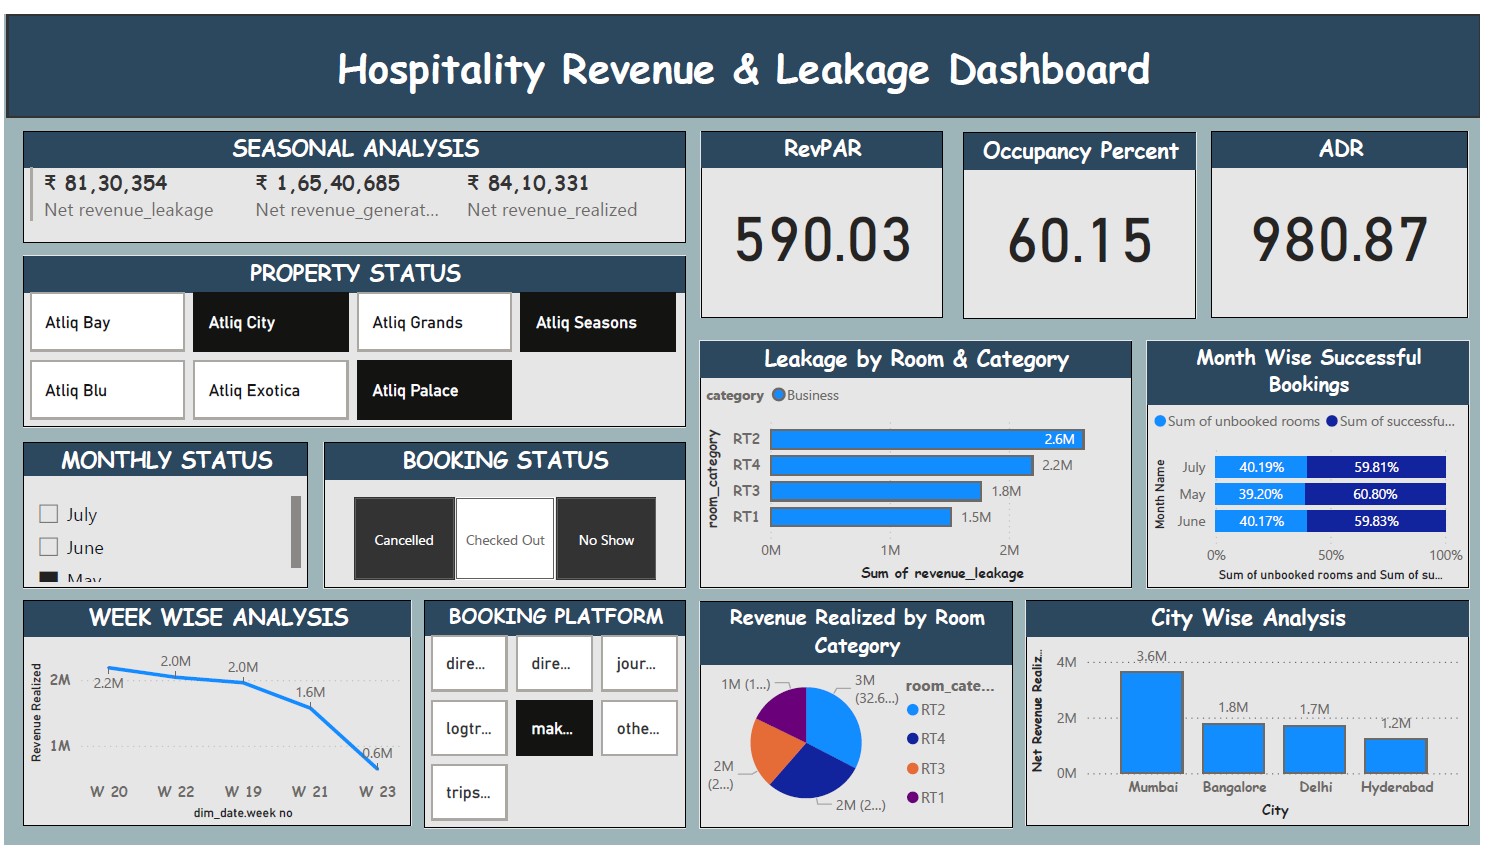 Hospitality Revenue & Leakage Dashboard
SEASONAL ANALYSIS
₹ 81,30,354
Net revenue_leakage
₹ 1,65,40,685
Net revenue_generat...
₹ 84,10,331
Net revenue_realized
RevPAR
590.03
Occupancy Percent
60.15
ADR
980.87
PROPERTY STATUS
Atliq Bay
Atliq City
Atliq Grands
Atliq Seasons
Atliq Blu
Atliq Exotica
Atliq Palace
MONTHLY STATUS
July
June
May
BOOKING STATUS
Cancelled
Checked Out
No Show
Leakage by Room & Category
category
Business
room_category
RT2
2.6M
RT4
2.2M
RT3
1.8M
RT1
1.5M
0M 1M 2M
Sum of revenue_leakage
Month Wise Successful
Bookings
Sum of unbooked rooms
Sum of successfu...
Month Name
July
40.19%
59.81%
May
39.20%
60.80%
June
40.17%
59.83%
0% 50% 100%
Sum of unbooked rooms and Sum of su...
WEEK WISE ANALYSIS
Revenue Realized
2M
1M
2.2M
2.0M
2.0M
1.6M
0.6M
W 20 W 22 W 19 W 21 W 23
dim_date.week no
BOOKING PLATFORM
dire...
dire...
jour...
logtr...
mak...
othe...
trips...
Revenue Realized by Room
Category
1M (1...)
3M
(32.6...)
2M
(2...)
2M (2...)
room_cate...
RT2
RT4
RT3
RT1
City Wise Analysis
Net Revenue Realiz...
4M
2M
0M
3.6M
1.8M
1.7M
1.2M
Mumbai Bangalore Delhi Hyderabad
City